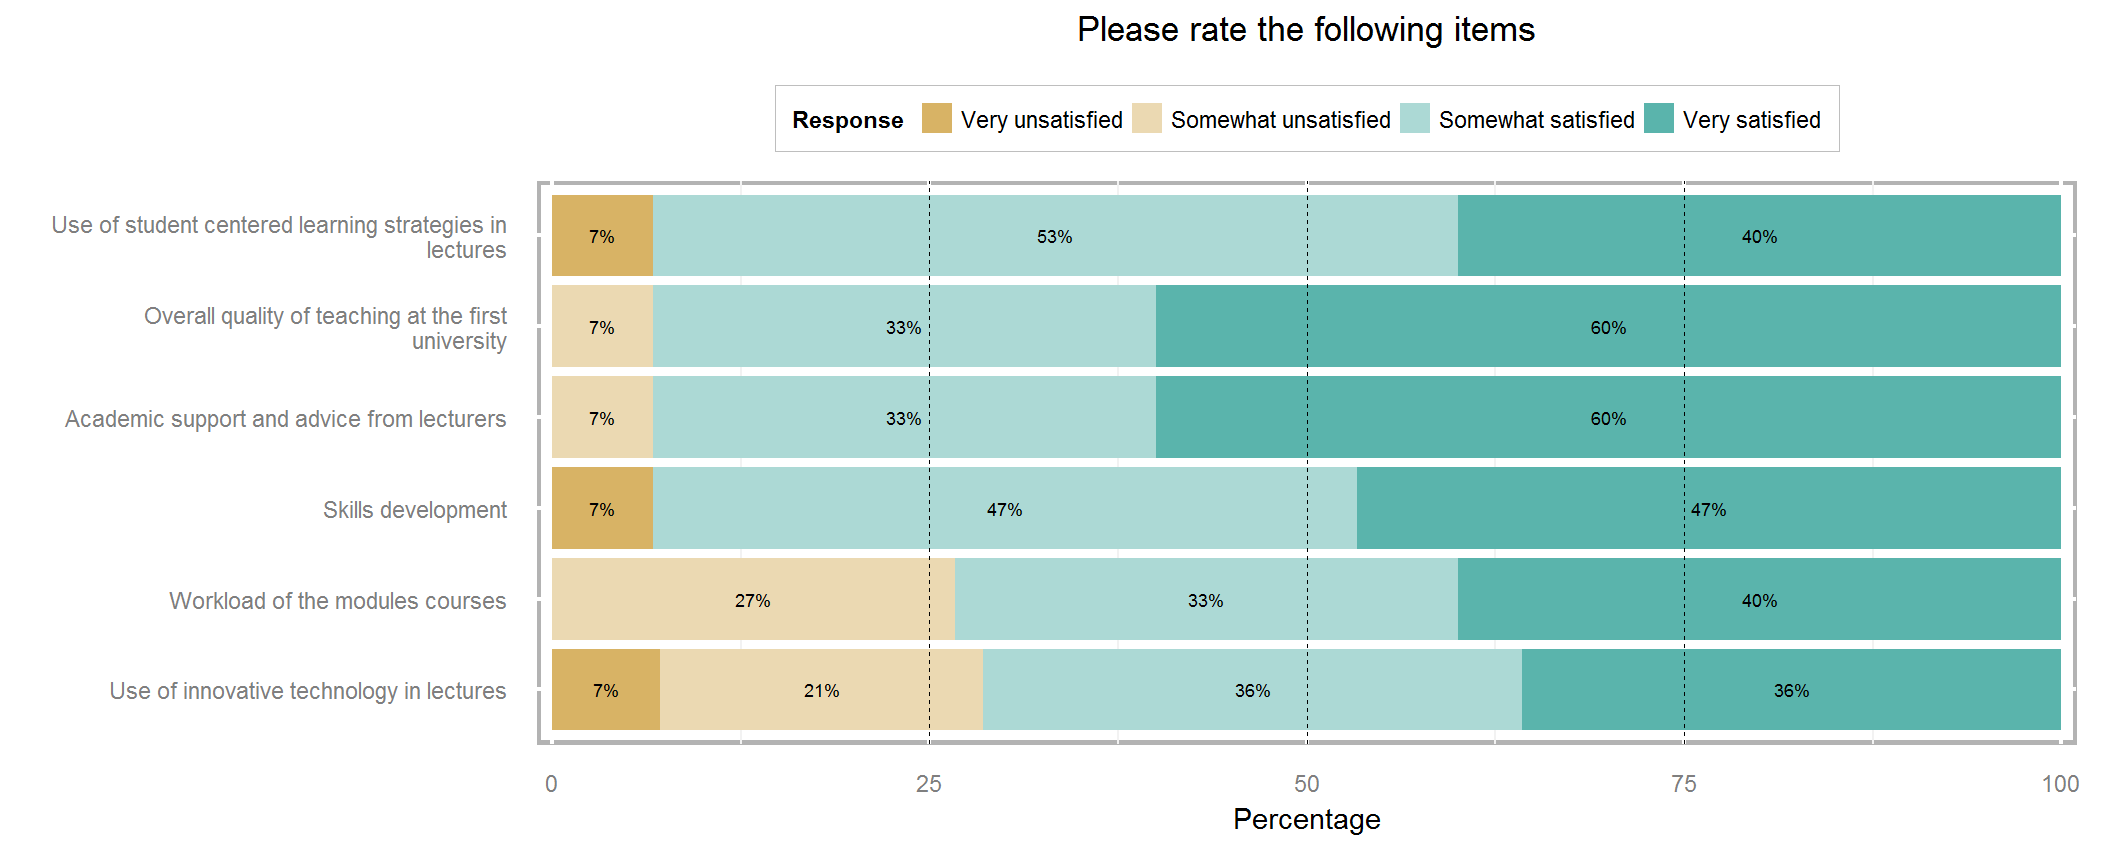 Please rate the following items
Response Very unsatisfied Somewhat unsatisfied Somewhat satisfied Very satisfied
Use of student centered learning strategies in
lectures
7% 53% 40%
Overall quality of teaching at the first
university
7% 33% 60%
Academic support and advice from lecturers
7% 33% 60%
Skills development
7% 47% 47%
Workload of the modules courses
27% 33% 40%
Use of innovative technology in lectures
7% 21% 36% 36%
0 25 50 75 100
Percentage